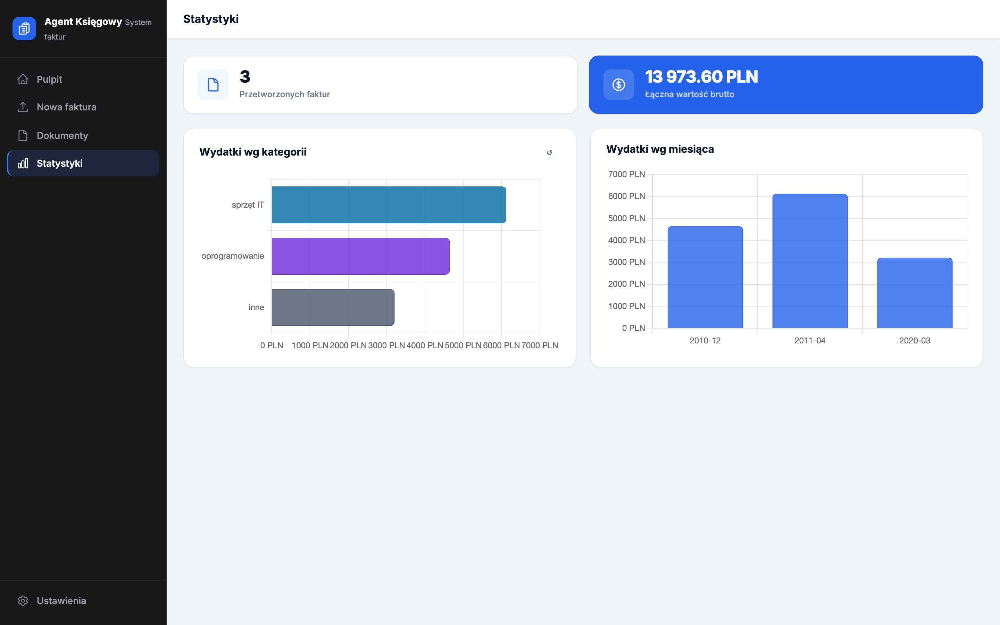 Agent Księgowy System
faktur
Pulpit
Nowa faktura
Dokumenty
Statystyki
Ustawienia
Statystyki
3
Przetworzonych faktur
13 973.60 PLN
Łączna wartość brutto
Wydatki wg kategorii
sprzęt IT
oprogramowanie
inne
0 PLN 1000 PLN 2000 PLN 3000 PLN 4000 PLN 5000 PLN 6000 PLN 7000 PLN
Wydatki wg miesiąca
7000 PLN
6000 PLN
5000 PLN
4000 PLN
3000 PLN
2000 PLN
1000 PLN
0 PLN
2010-12 2011-04 2020-03